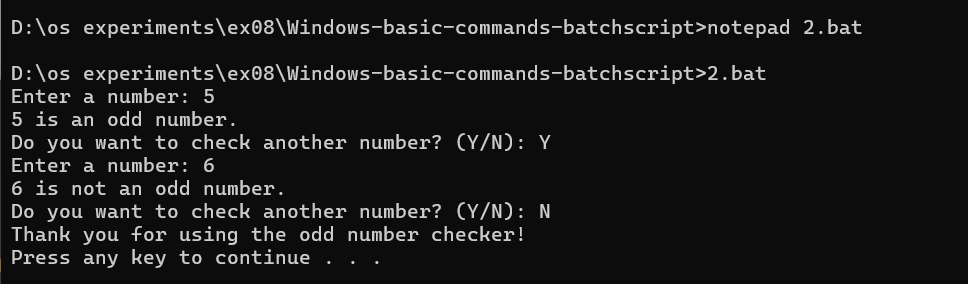 D:\os experiments\ex08\Windows-basic-commands-batchscript>notepad 2.bat
D:\os experiments\ex08\Windows-basic-commands-batchscript>2.bat
Enter a number: 5
5 is an odd number.
Do you want to check another number? (Y/N): Y
Enter a number: 6
6 is not an odd number.
Do you want to check another number? (Y/N): N
Thank you for using the odd number checker!
Press any key to continue . . .